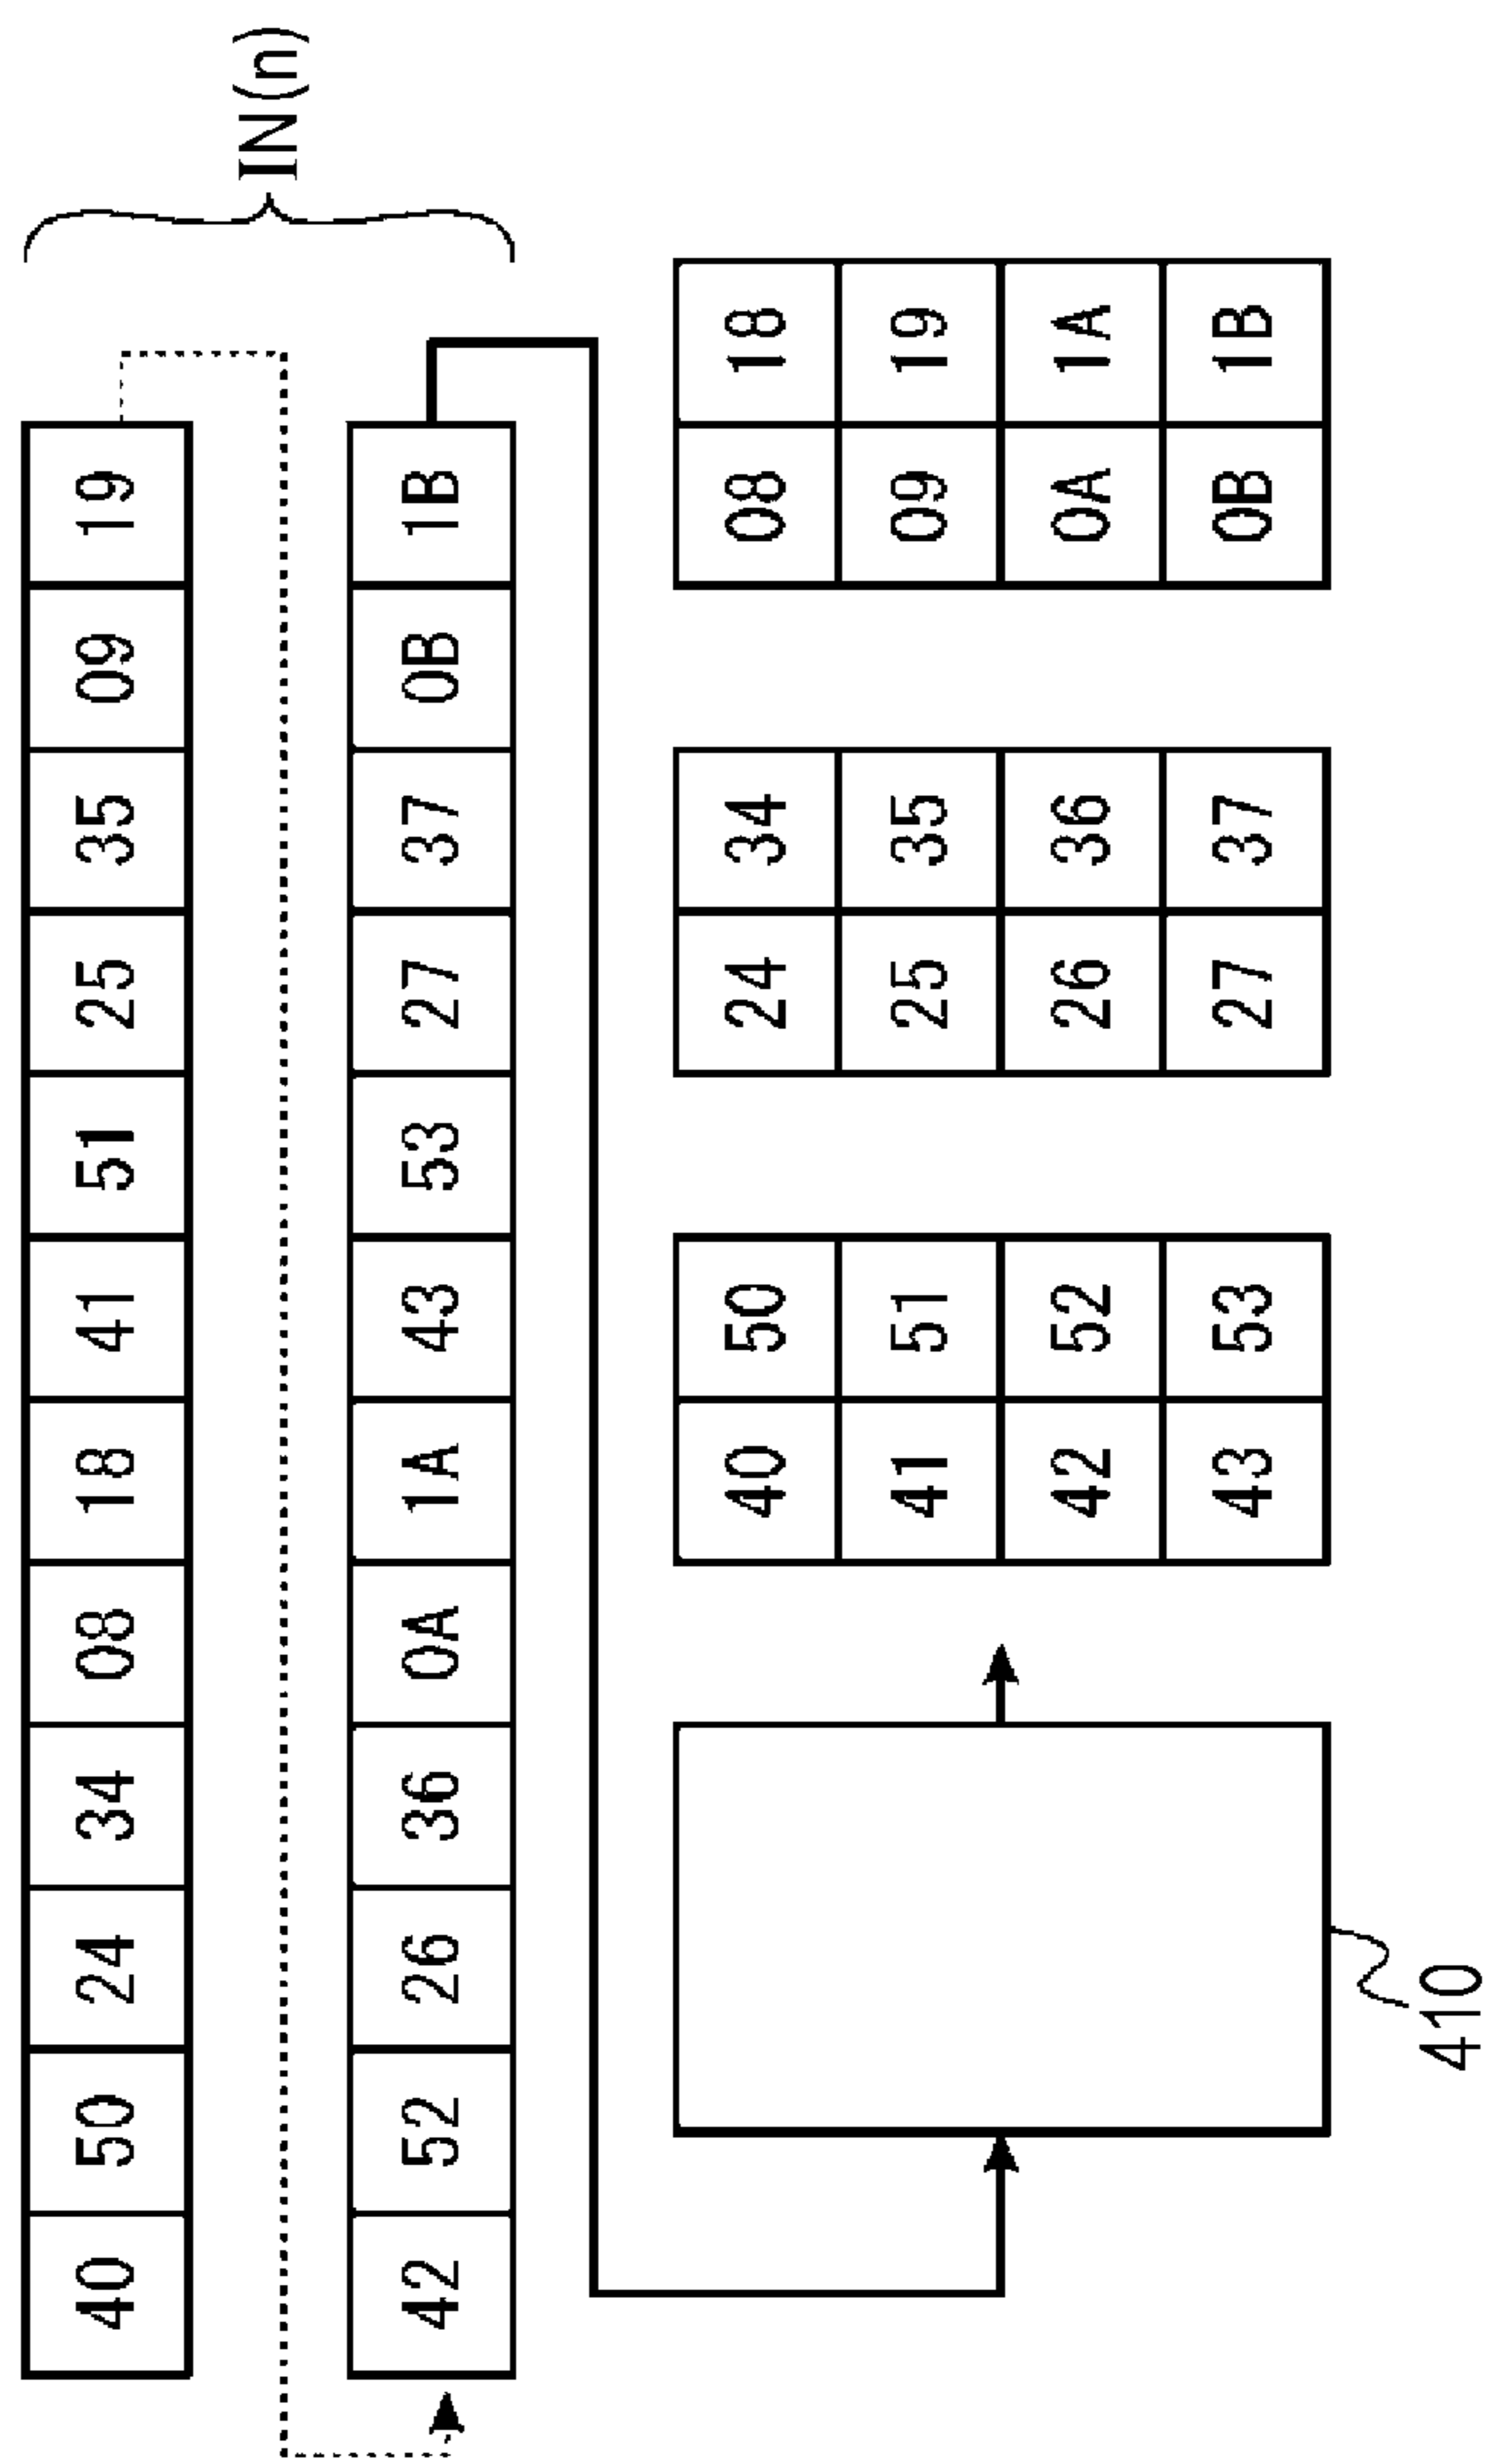 IN(n)
40 50 24 34 08 18 41 51 25 35 09 19
42 52 26 36 0A 1A 43 53 27 37 0B 1B
40 50 24 34 08 18
41 51 25 35 09 19
42 52 26 36 0A 1A
43 53 27 37 0B 1B
410